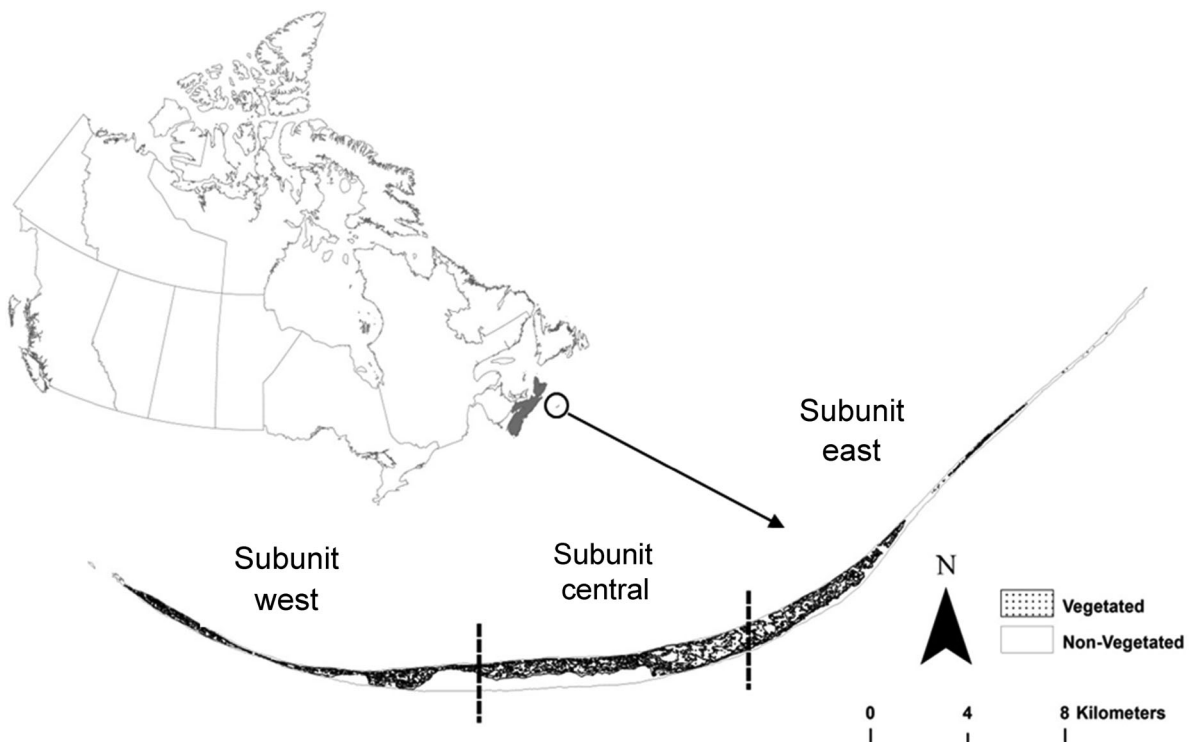 Subunit
east
Subunit
west
Subunit
central
N
Vegetated
Non-Vegetated
0 4 8 Kilometers